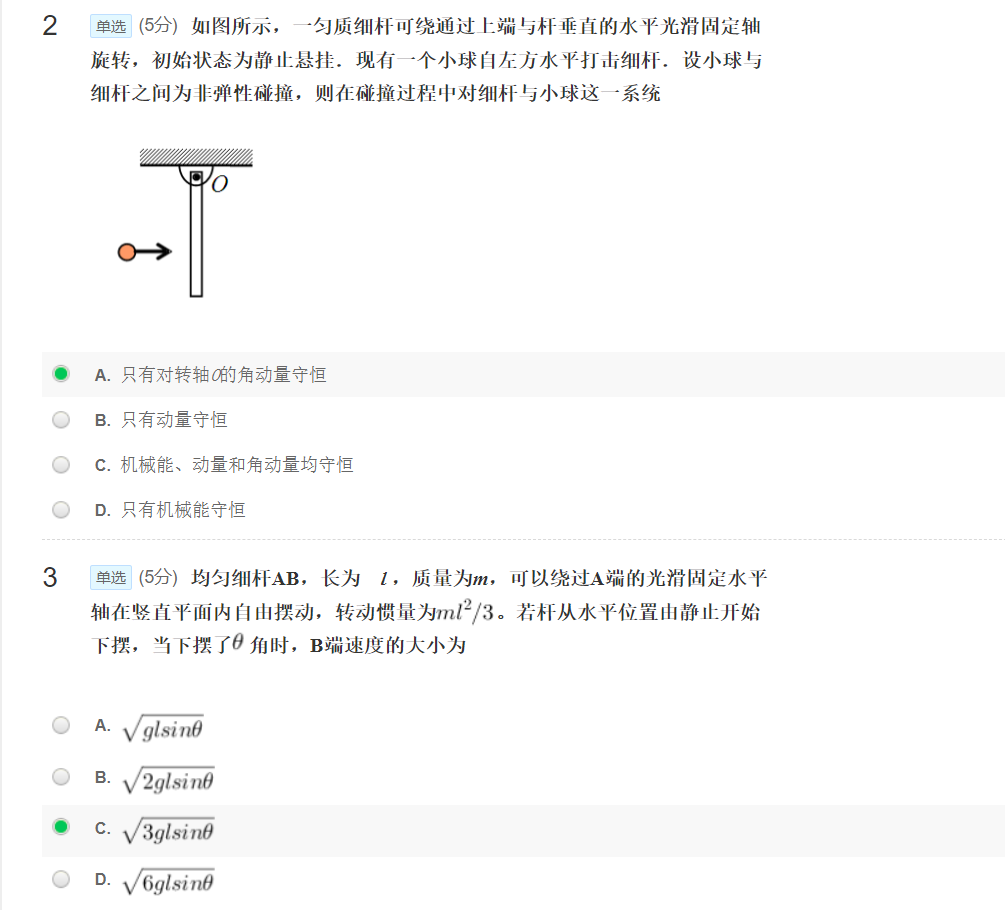 2 单选 (5分) 如图所示，一匀质细杆可绕通过上端与杆垂直的水平光滑固定轴
旋转，初始状态为静止悬挂．现有一个小球自左方水平打击细杆．设小球与
细杆之间为非弹性碰撞，则在碰撞过程中对细杆与小球这一系统
O
A. 只有对转轴O的角动量守恒
B. 只有动量守恒
C. 机械能、动量和角动量均守恒
D. 只有机械能守恒
3 单选 (5分) 均匀细杆AB，长为 l，质量为m，可以绕过A端的光滑固定水平
轴在竖直平面内自由摆动，转动惯量为ml²/3。若杆从水平位置由静止开始
下摆，当下摆了θ 角时，B端速度的大小为
A. √glsinθ
B. √2glsinθ
C. √3glsinθ
D. √6glsinθ